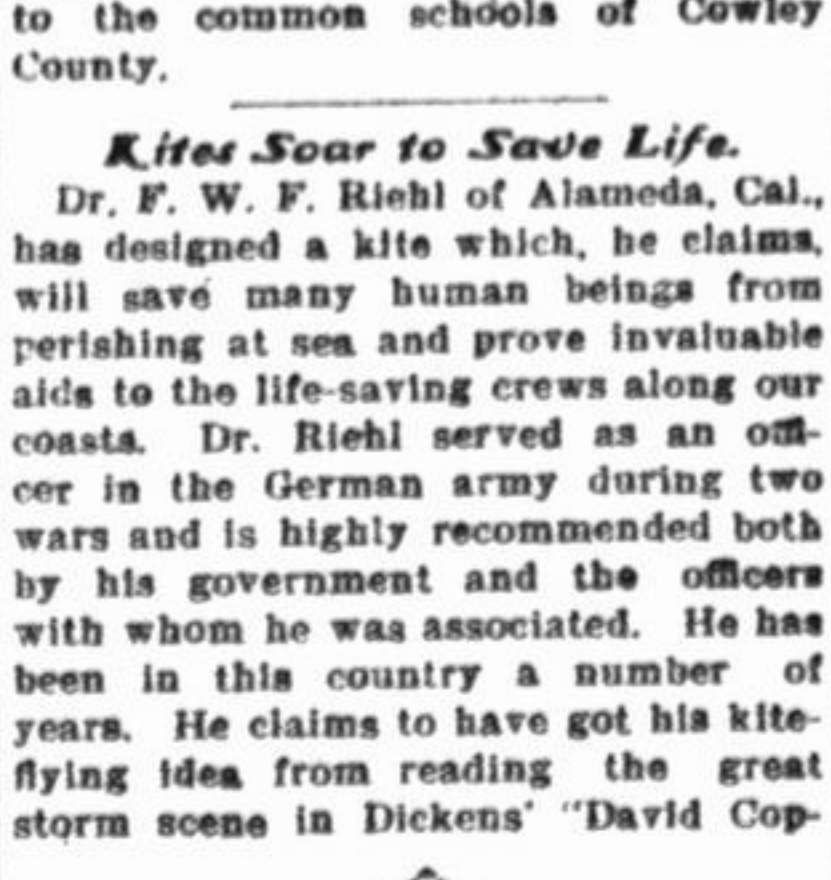 to the common schools of Cowley
County.
Kites Soar to Save Life.
Dr. F. W. F. Riehl of Alameda, Cal.,
has designed a kite which, he claims,
will save many human beings from
perishing at sea and prove invaluable
aids to the life-saving crews along our
coasts. Dr. Riehl served as an offi-
cer in the German army during two
wars and is highly recommended both
by his government and the officers
with whom he was associated. He has
been in this country a number of
years. He claims to have got his kite-
flying idea from reading the great
storm scene in Dickens' "David Cop-